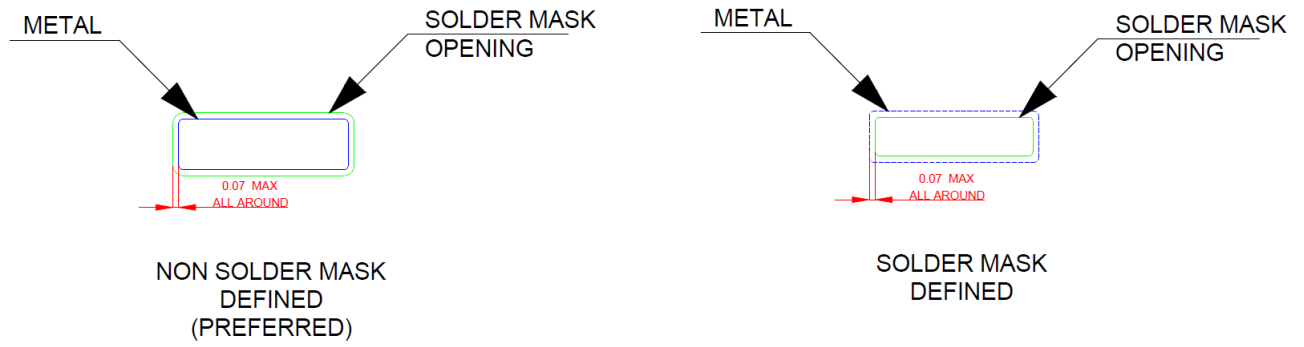 METAL
SOLDER MASK
OPENING
0.07 MAX
ALL AROUND
NON SOLDER MASK
DEFINED
(PREFERRED)
METAL
SOLDER MASK
OPENING
0.07 MAX
ALL AROUND
SOLDER MASK
DEFINED